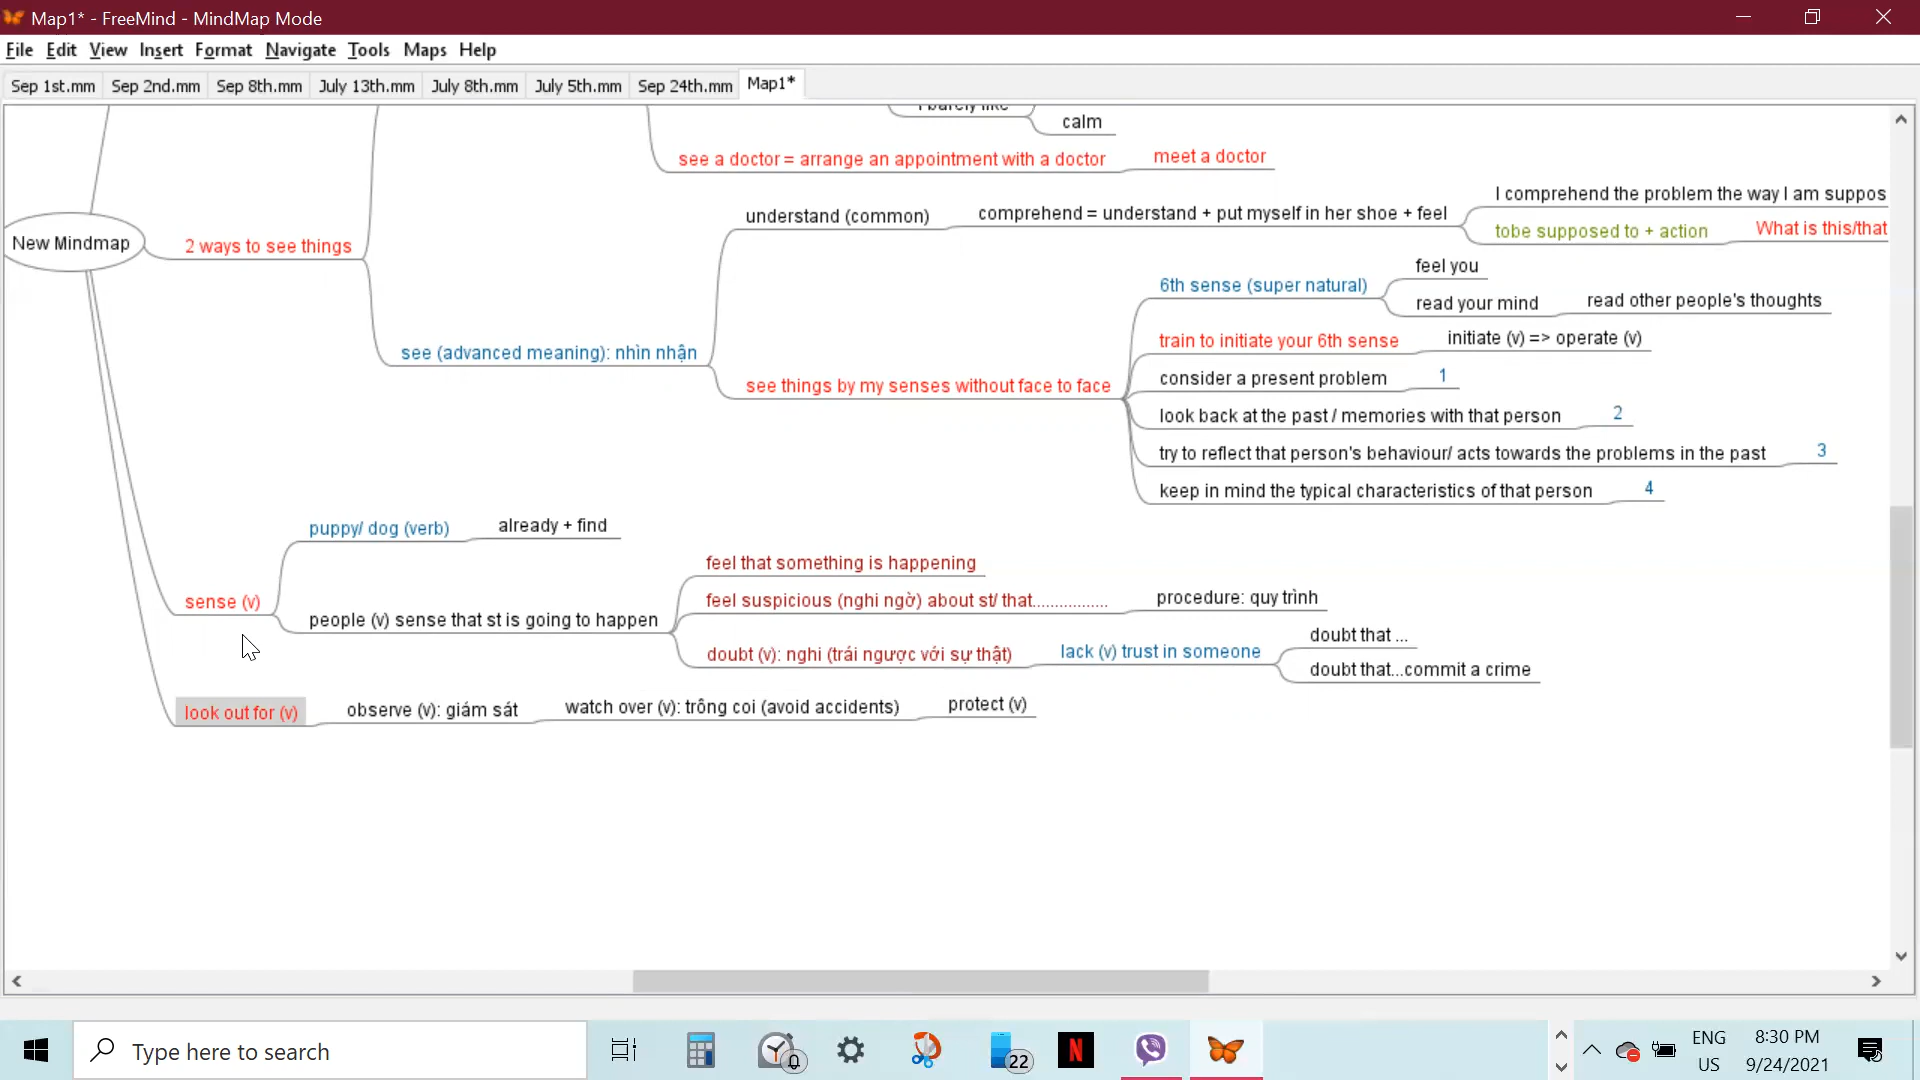 Map1* - FreeMind - MindMap Mode
File Edit View Insert Format Navigate Tools Maps Help
Sep 1st.mm Sep 2nd.mm Sep 8th.mm July 13th.mm July 8th.mm July 5th.mm Sep 24th.mm Map1*
I barely like
calm
see a doctor = arrange an appointment with a doctor
meet a doctor
New Mindmap
2 ways to see things
see (advanced meaning): nhìn nhận
understand (common)
comprehend = understand + put myself in her shoe + feel
I comprehend the problem the way I am suppos
tobe supposed to + action
What is this/that
see things by my senses without face to face
6th sense (super natural)
feel you
read your mind
read other people's thoughts
train to initiate your 6th sense
initiate (v) => operate (v)
consider a present problem
1
look back at the past / memories with that person
2
try to reflect that person's behaviour/ acts towards the problems in the past
3
keep in mind the typical characteristics of that person
4
sense (v)
puppy/ dog (verb)
already + find
people (v) sense that st is going to happen
feel that something is happening
feel suspicious (nghi ngờ) about st/ that................
procedure: quy trình
doubt (v): nghi (trái ngược với sự thật)
lack (v) trust in someone
doubt that ...
doubt that...commit a crime
look out for (v)
observe (v): giám sát
watch over (v): trông coi (avoid accidents)
protect (v)
Type here to search
22
N
ENG
US
8:30 PM
9/24/2021